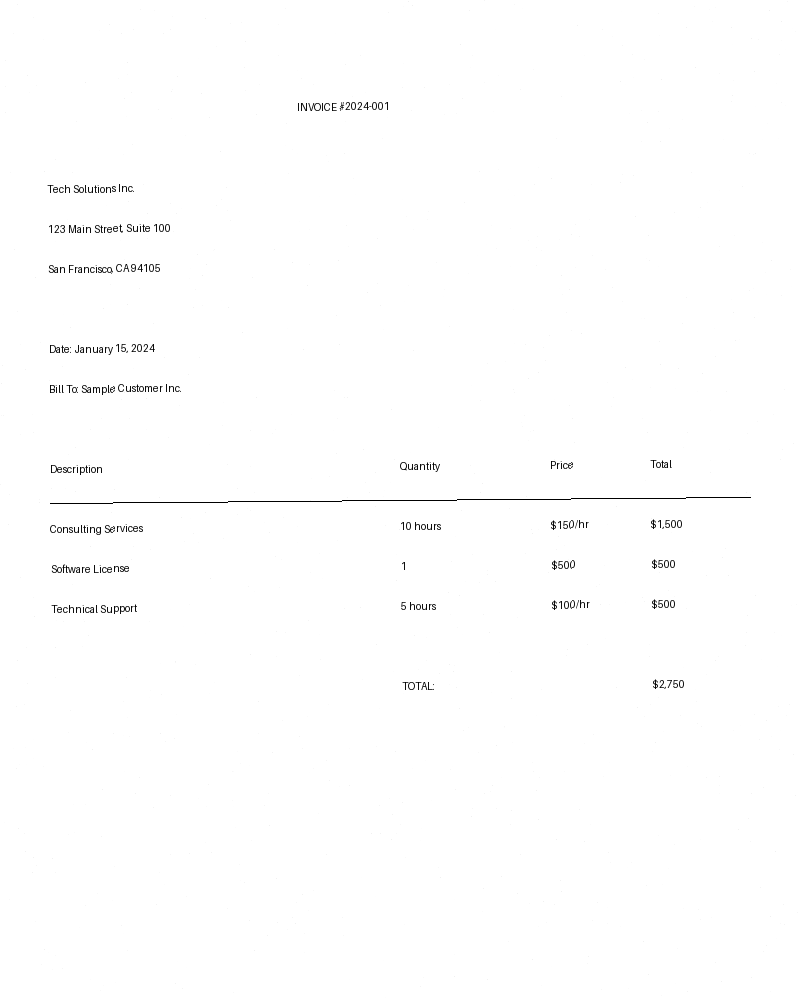 INVOICE #2024-001
Tech Solutions Inc.
123 Main Street, Suite 100
San Francisco, CA 94105
Date: January 15, 2024
Bill To: Sample Customer Inc.
Description Quantity Price Total
Consulting Services 10 hours $150/hr $1,500
Software License 1 $500 $500
Technical Support 5 hours $100/hr $500
TOTAL: $2,750